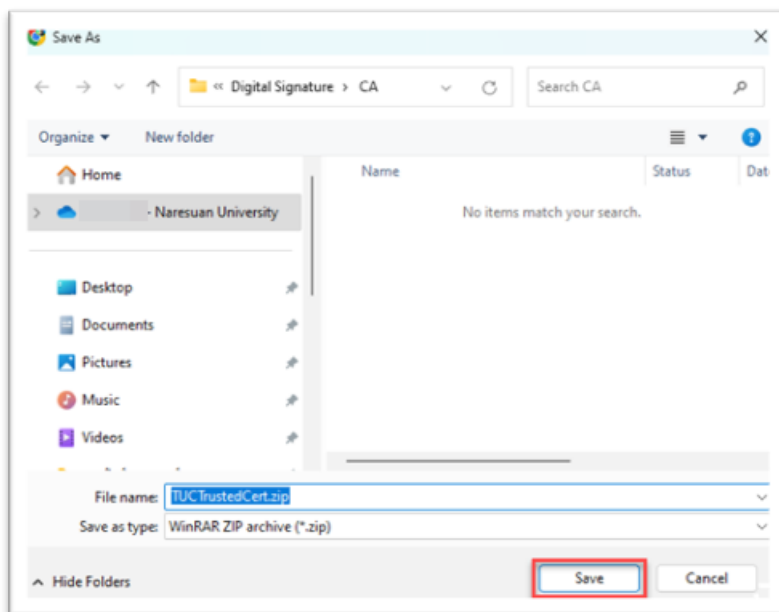 Save As
« Digital Signature > CA
Search CA
Organize
New folder
Home
Name
Status
Dat
- Naresuan University
No items match your search.
Desktop
Documents
Pictures
Music
Videos
File name: TUCTrustedCert.zip
Save as type: WinRAR ZIP archive (*.zip)
Hide Folders
Save
Cancel